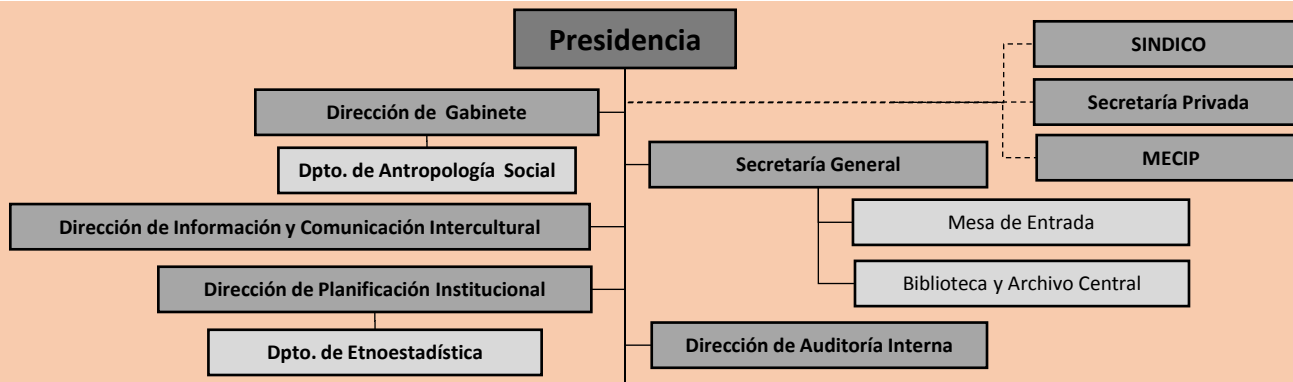 Presidencia
SINDICO
Secretaría Privada
MECIP
Dirección de Gabinete
Dpto. de Antropología Social
Secretaría General
Mesa de Entrada
Biblioteca y Archivo Central
Dirección de Información y Comunicación Intercultural
Dirección de Planificación Institucional
Dpto. de Etnoestadística
Dirección de Auditoría Interna